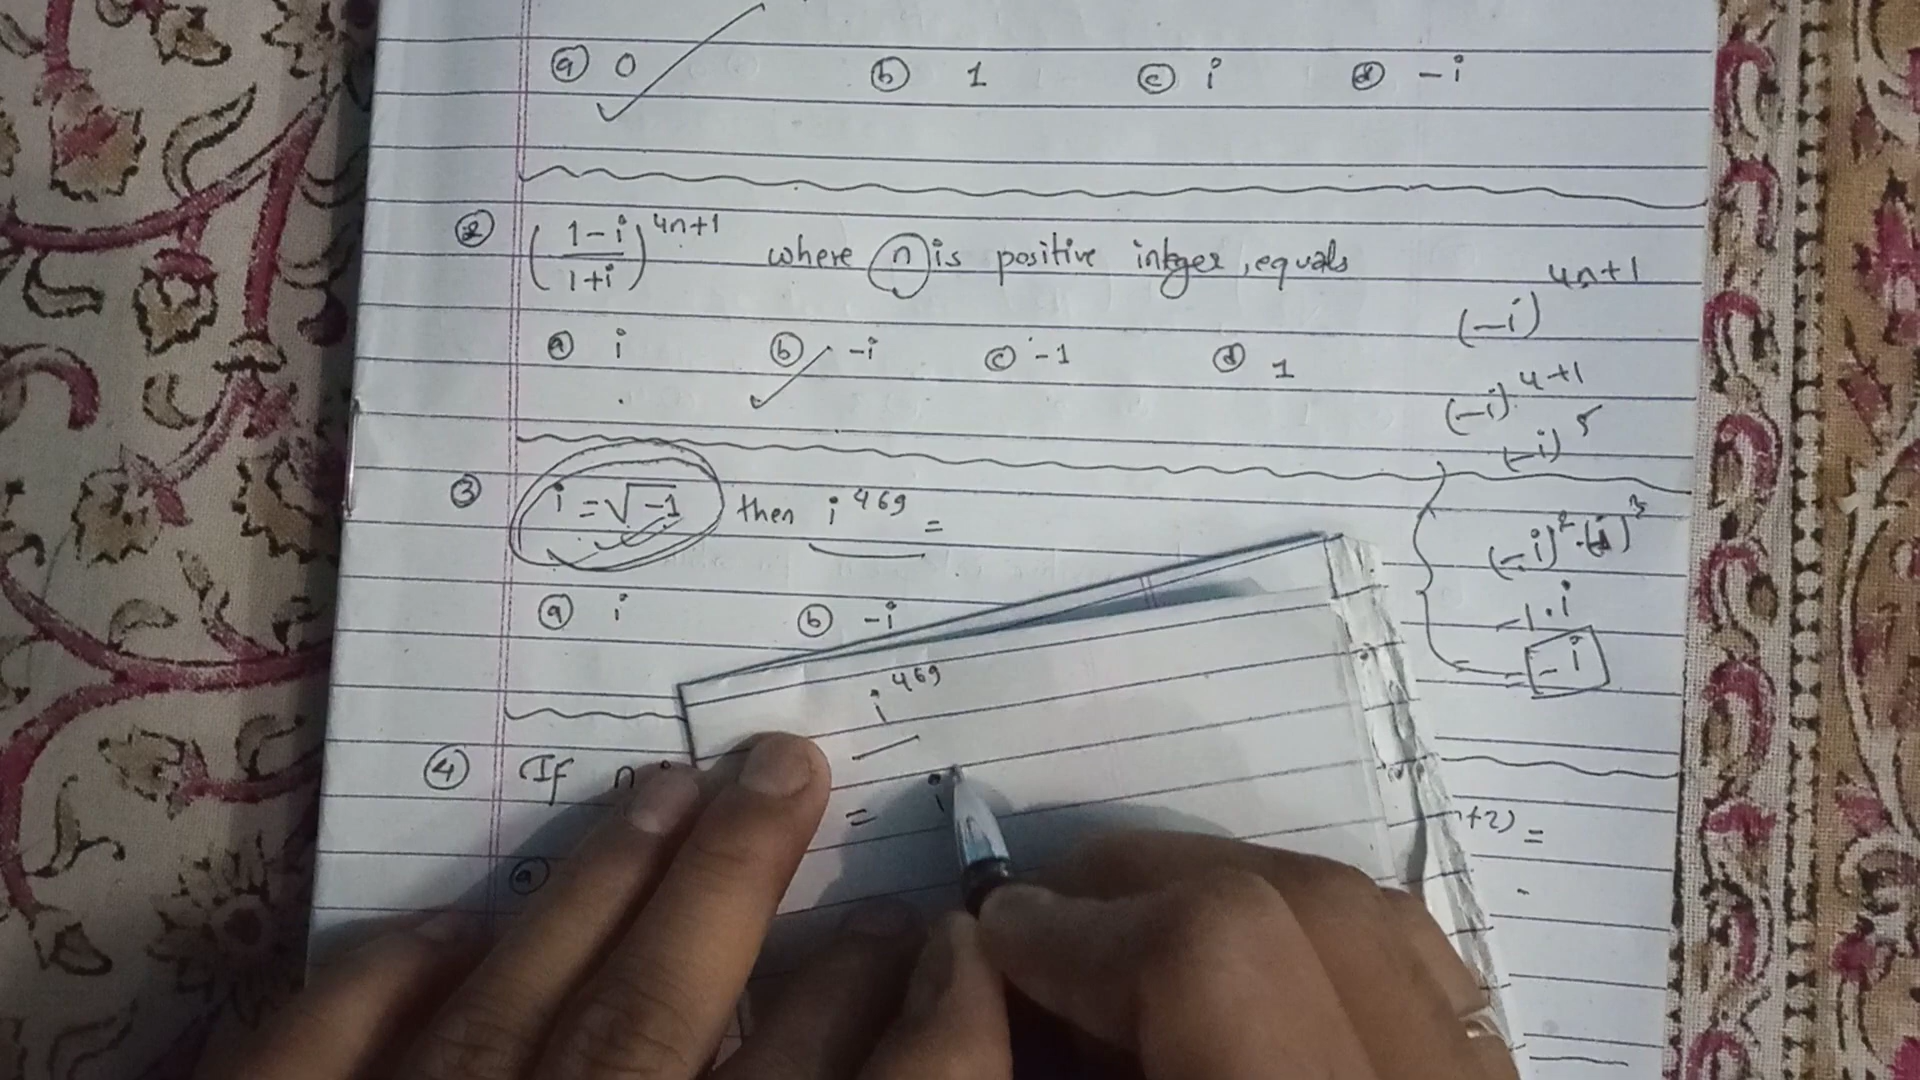 ⓐ 0 ⓑ 1 ⓒ i ⓓ -i
② ((1-i)/(1+i))^(4n+1) where n is positive integer, equals
ⓐ i ⓑ -i ⓒ -1 ⓓ 1
(-i)^(4n+1)
(-i)^(4+1)
(-i)^5
(-i)^2·(-i)^3
-1·i
= -i
③ i = √-1 then i^469 =
ⓐ i ⓑ -i
i^469
= i
④ If n
+2) =
ⓐ